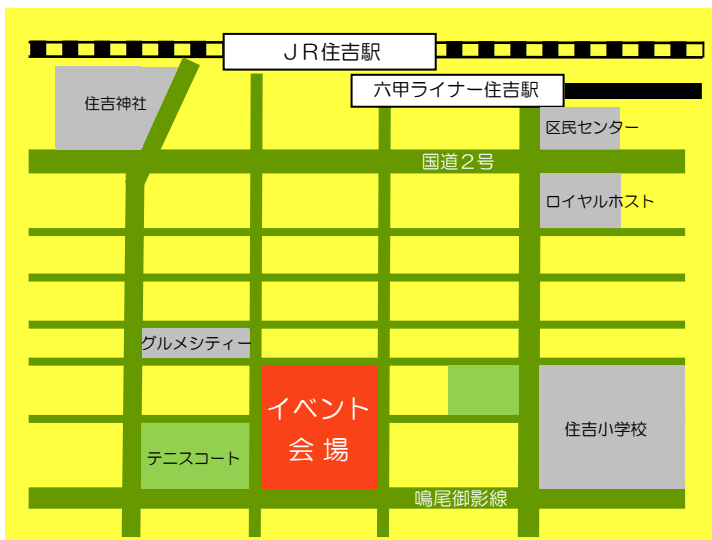 ＪＲ住吉駅
六甲ライナー住吉駅
住吉神社
区民センター
国道２号
ロイヤルホスト
グルメシティー
イベント
会場
住吉小学校
テニスコート
鳴尾御影線